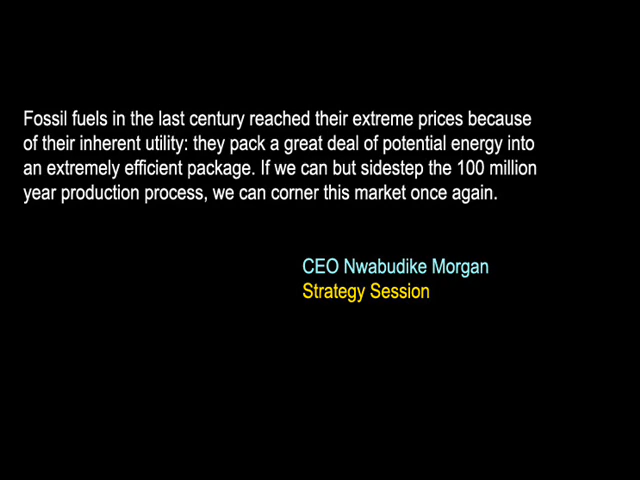 Fossil fuels in the last century reached their extreme prices because
of their inherent utility: they pack a great deal of potential energy into
an extremely efficient package. If we can but sidestep the 100 million
year production process, we can corner this market once again.
CEO Nwabudike Morgan
Strategy Session